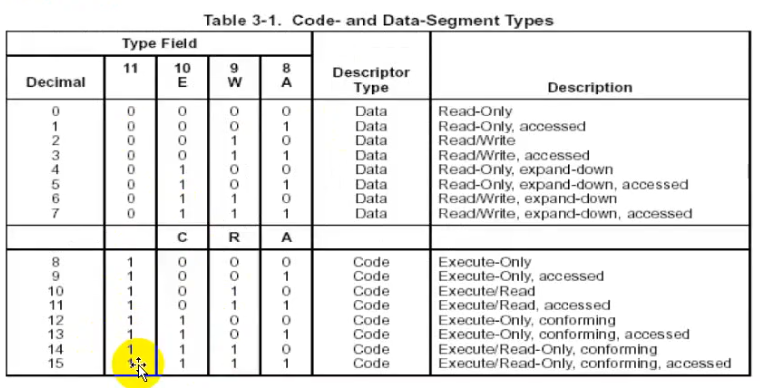 Table 3-1. Code- and Data-Segment Types
Type Field
Decimal 11 10 E 9 W 8 A Descriptor Type Description
0 0 0 0 0 Data Read-Only
1 0 0 0 1 Data Read-Only, accessed
2 0 0 1 0 Data Read/Write
3 0 0 1 1 Data Read/Write, accessed
4 0 1 0 0 Data Read-Only, expand-down
5 0 1 0 1 Data Read-Only, expand-down, accessed
6 0 1 1 0 Data Read/Write, expand-down
7 0 1 1 1 Data Read/Write, expand-down, accessed
C R A
8 1 0 0 0 Code Execute-Only
9 1 0 0 1 Code Execute-Only, accessed
10 1 0 1 0 Code Execute/Read
11 1 0 1 1 Code Execute/Read, accessed
12 1 1 0 0 Code Execute-Only, conforming
13 1 1 0 1 Code Execute-Only, conforming, accessed
14 1 1 1 0 Code Execute/Read-Only, conforming
15 1 1 1 1 Code Execute/Read-Only, conforming, accessed